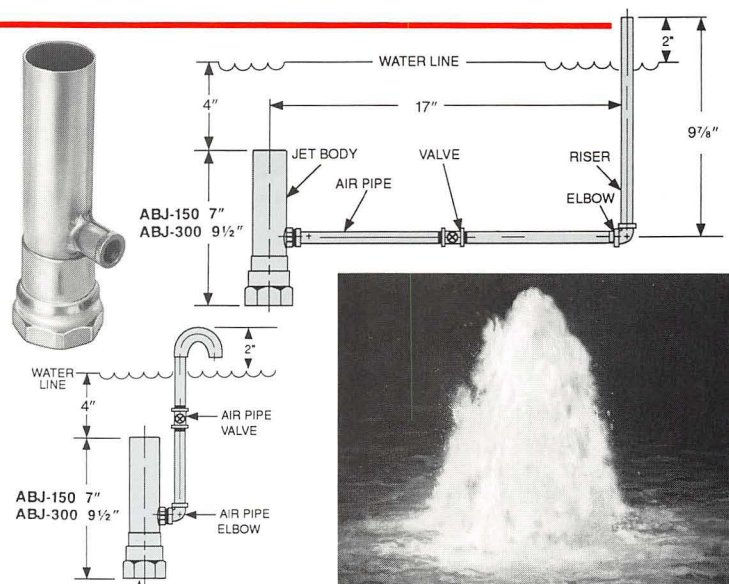 2"
WATER LINE
4"
17"
9⅞"
JET BODY
VALVE
RISER
AIR PIPE
ELBOW
ABJ-150 7"
ABJ-300 9½"
2"
WATER
LINE
4"
AIR PIPE
VALVE
ABJ-150 7"
ABJ-300 9½"
AIR PIPE
ELBOW